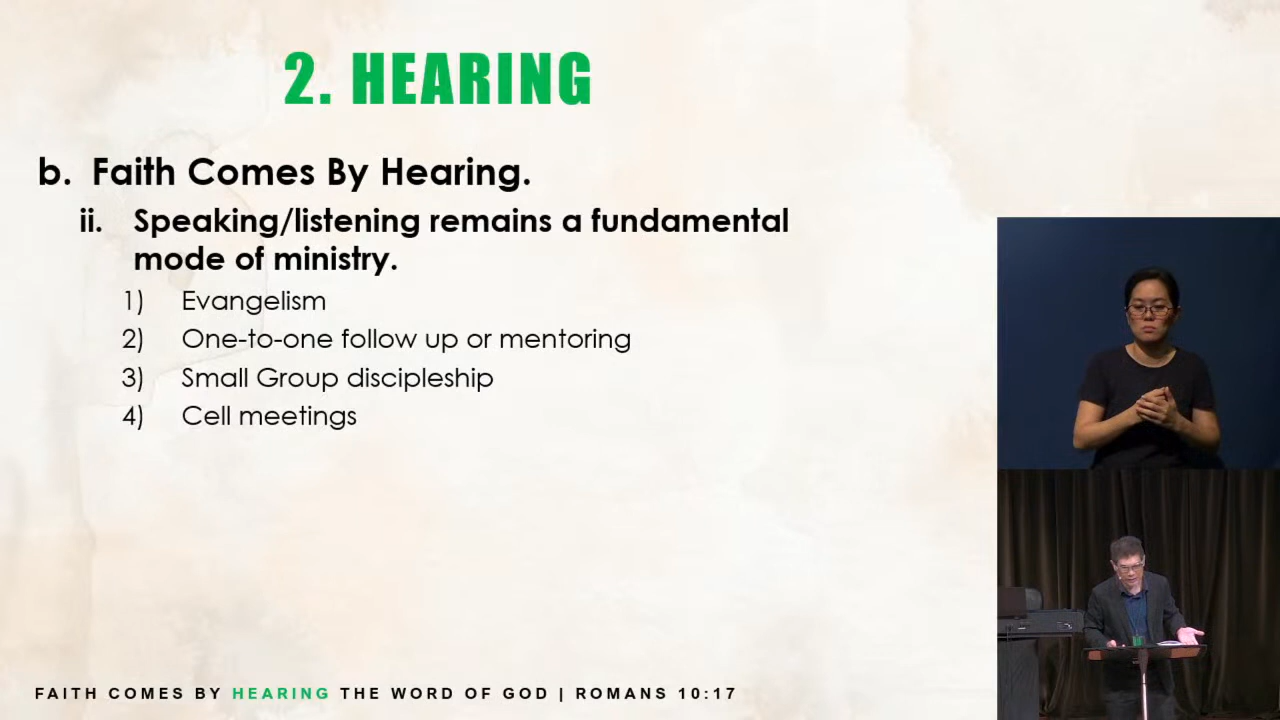 2. HEARING
b. Faith Comes By Hearing.
ii. Speaking/listening remains a fundamental
mode of ministry.
1) Evangelism
2) One-to-one follow up or mentoring
3) Small Group discipleship
4) Cell meetings
FAITH COMES BY HEARING THE WORD OF GOD | ROMANS 10:17